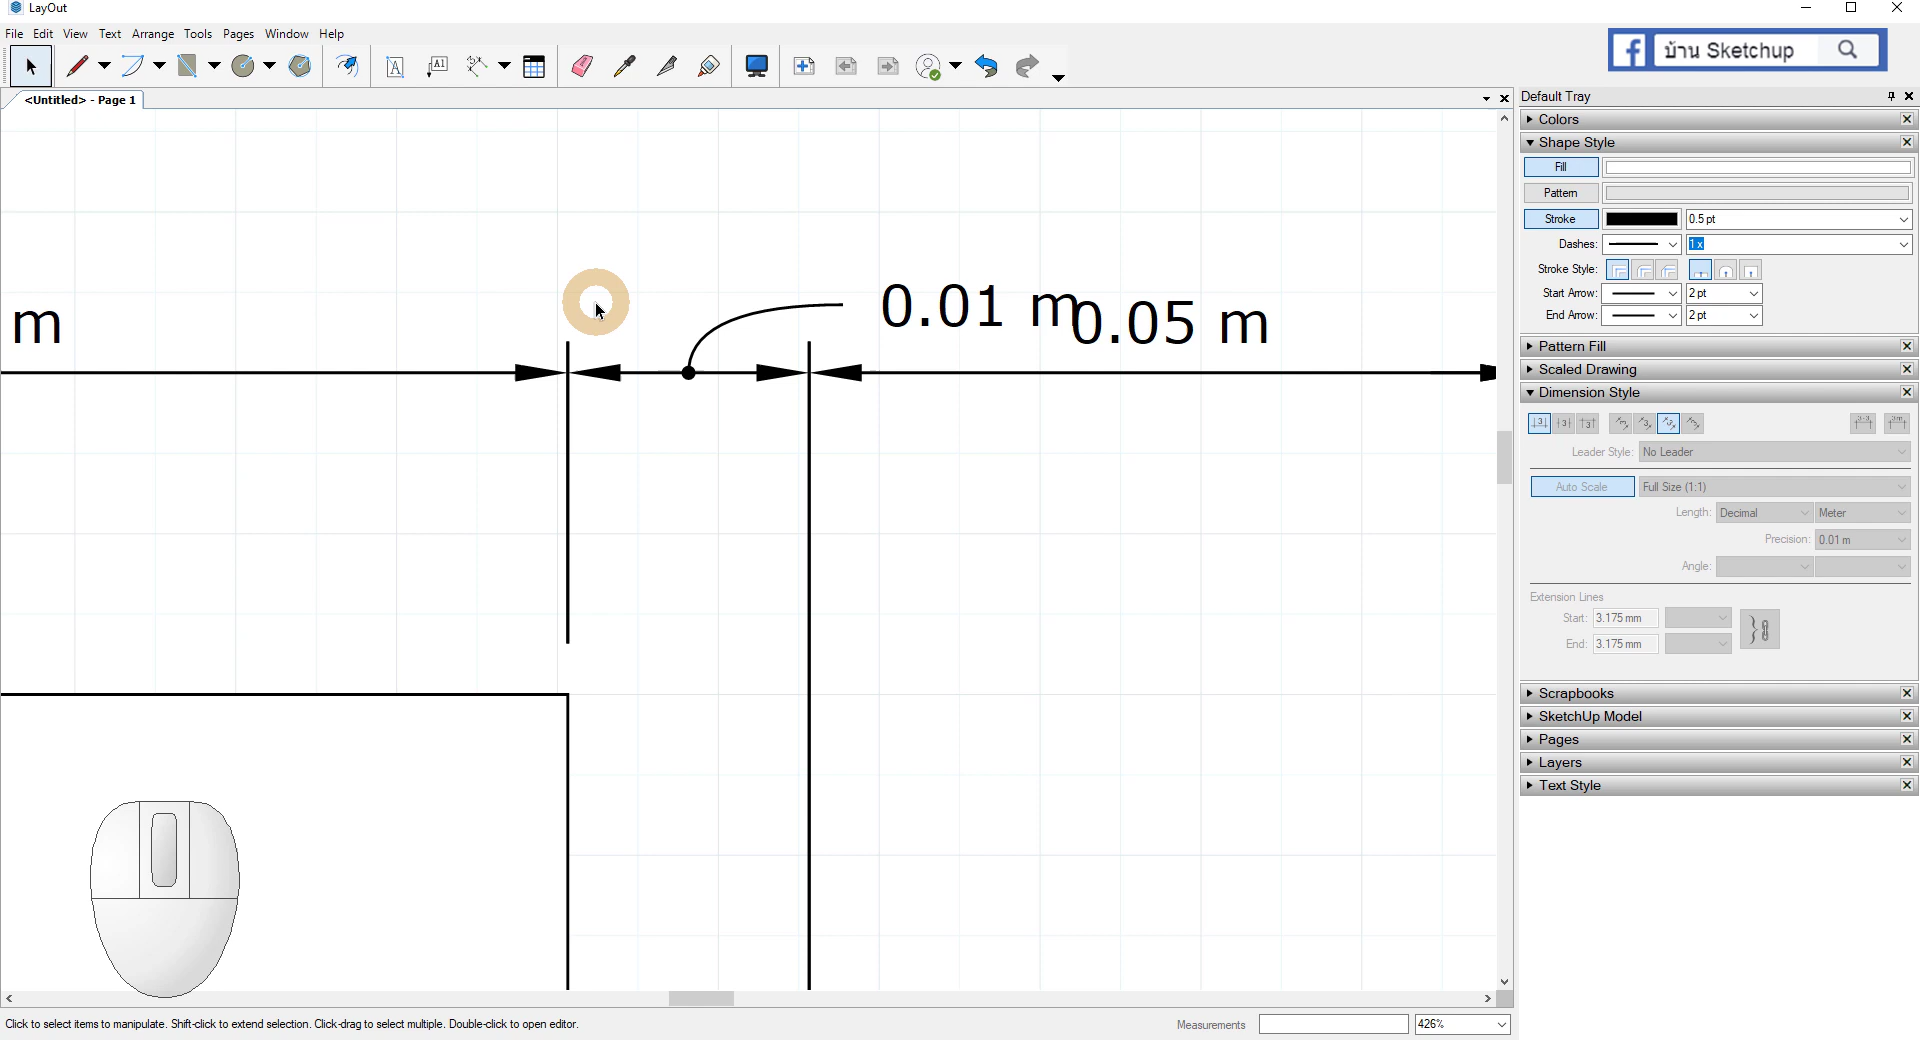 LayOut
File Edit View Text Arrange Tools Pages Window Help
บ้าน Sketchup
<Untitled> - Page 1
Default Tray
Colors
Shape Style
Fill
Pattern
Stroke 0.5 pt
Dashes: 1 x
Stroke Style:
Start Arrow: 2 pt
End Arrow: 2 pt
m
0.01 m
0.05 m
Pattern Fill
Scaled Drawing
Dimension Style
Leader Style: No Leader
Auto Scale Full Size (1:1)
Length: Decimal Meter
Precision: 0.01 m
Angle:
Extension Lines
Start: 3.175 mm
End: 3.175 mm
Scrapbooks
SketchUp Model
Pages
Layers
Text Style
Click to select items to manipulate. Shift-click to extend selection. Click-drag to select multiple. Double-click to open editor.
Measurements 426%